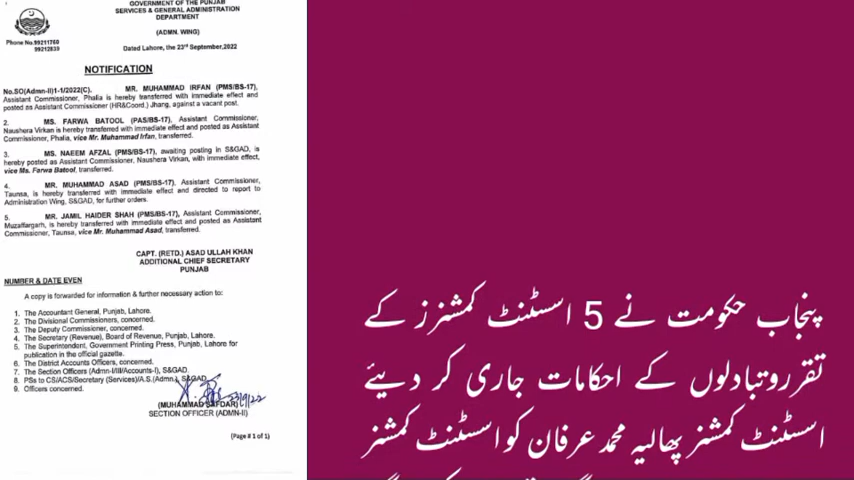 GOVERNMENT OF THE PUNJAB
SERVICES & GENERAL ADMINISTRATION
DEPARTMENT
(ADMN. WING)
Phone No.99211760
99212839
Dated Lahore, the 23rd September,2022
NOTIFICATION
No.SO(Admn-II)1-1/2022(C). MR. MUHAMMAD IRFAN (PMS/BS-17),
Assistant Commissioner, Phalia is hereby transferred with immediate effect and
posted as Assistant Commissioner (HR&Coord.) Jhang, against a vacant post.
2. MS. FARWA BATOOL (PAS/BS-17), Assistant Commissioner,
Naushera Virkan is hereby transferred with immediate effect and posted as Assistant
Commissioner, Phalia, vice Mr. Muhammad Irfan, transferred.
3. MS. NAEEM AFZAL (PMS/BS-17), awaiting posting in S&GAD, is
hereby posted as Assistant Commissioner, Naushera Virkan, with immediate effect,
vice Ms. Farwa Batool, transferred.
4. MR. MUHAMMAD ASAD (PMS/BS-17), Assistant Commissioner,
Taunsa, is hereby transferred with immediate effect and directed to report to
Administration Wing, S&GAD, for further orders.
5. MR. JAMIL HAIDER SHAH (PMS/BS-17), Assistant Commissioner,
Muzaffargarh, is hereby transferred with immediate effect and posted as Assistant
Commissioner, Taunsa, vice Mr. Muhammad Asad, transferred.
CAPT. (RETD.) ASAD ULLAH KHAN
ADDITIONAL CHIEF SECRETARY
PUNJAB
NUMBER & DATE EVEN
A copy is forwarded for information & further necessary action to:
1. The Accountant General, Punjab, Lahore.
2. The Divisional Commissioners, concerned.
3. The Deputy Commissioner, concerned.
4. The Secretary (Revenue), Board of Revenue, Punjab, Lahore.
5. The Superintendent, Government Printing Press, Punjab, Lahore for
publication in the official gazette.
6. The District Accounts Officers, concerned.
7. The Section Officers (Admn-I/III/Accounts-I), S&GAD.
8. PSs to CS/ACS/Secretary (Services)/A.S.(Admn.), S&GAD
9. Officers concerned.
23/9/22
(MUHAMMAD SAFDAR)
SECTION OFFICER (ADMN-II)
(Page # 1 of 1)
پنجاب حکومت نے 5 اسسٹنٹ کمشنرز کے
تقرروتبادلوں کے احکامات جاری کر دیئے
اسسٹنٹ کمشنر پھالیہ محمد عرفان کو اسسٹنٹ کمشنر